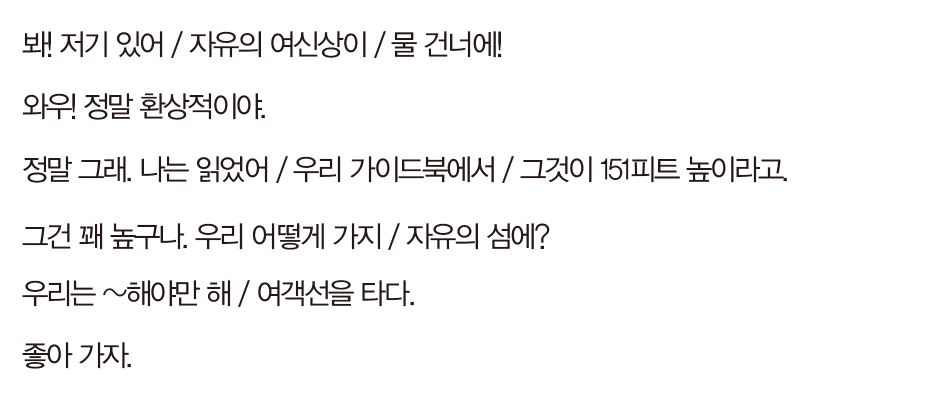 봐! 저기 있어 / 자유의 여신상이 / 물 건너에!
와우! 정말 환상적이야.
정말 그래. 나는 읽었어 / 우리 가이드북에서 / 그것이 151피트 높이라고.
그건 꽤 높구나. 우리 어떻게 가지 / 자유의 섬에?
우리는 ~해야만 해 / 여객선을 타다.
좋아 가자.